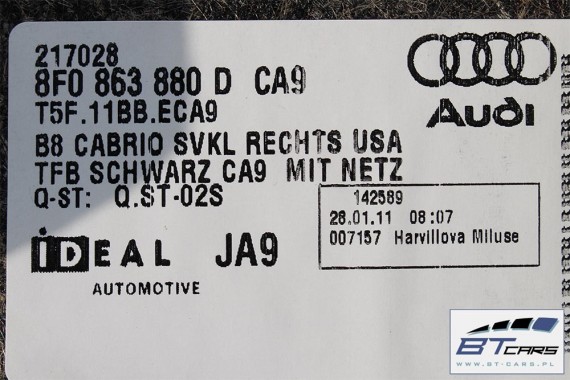 217028
8F0 863 880 D CA9
T5F.11BB.ECA9
Audi
B8 CABRIO SVKL RECHTS USA
TFB SCHWARZ CA9 MIT NETZ
Q-ST: Q.ST-02S
142589
26.01.11 08:07
007157 Harvillova Miluse
iDEAL JA9
AUTOMOTIVE
BTCARS
WWW.BT-CARS.PL